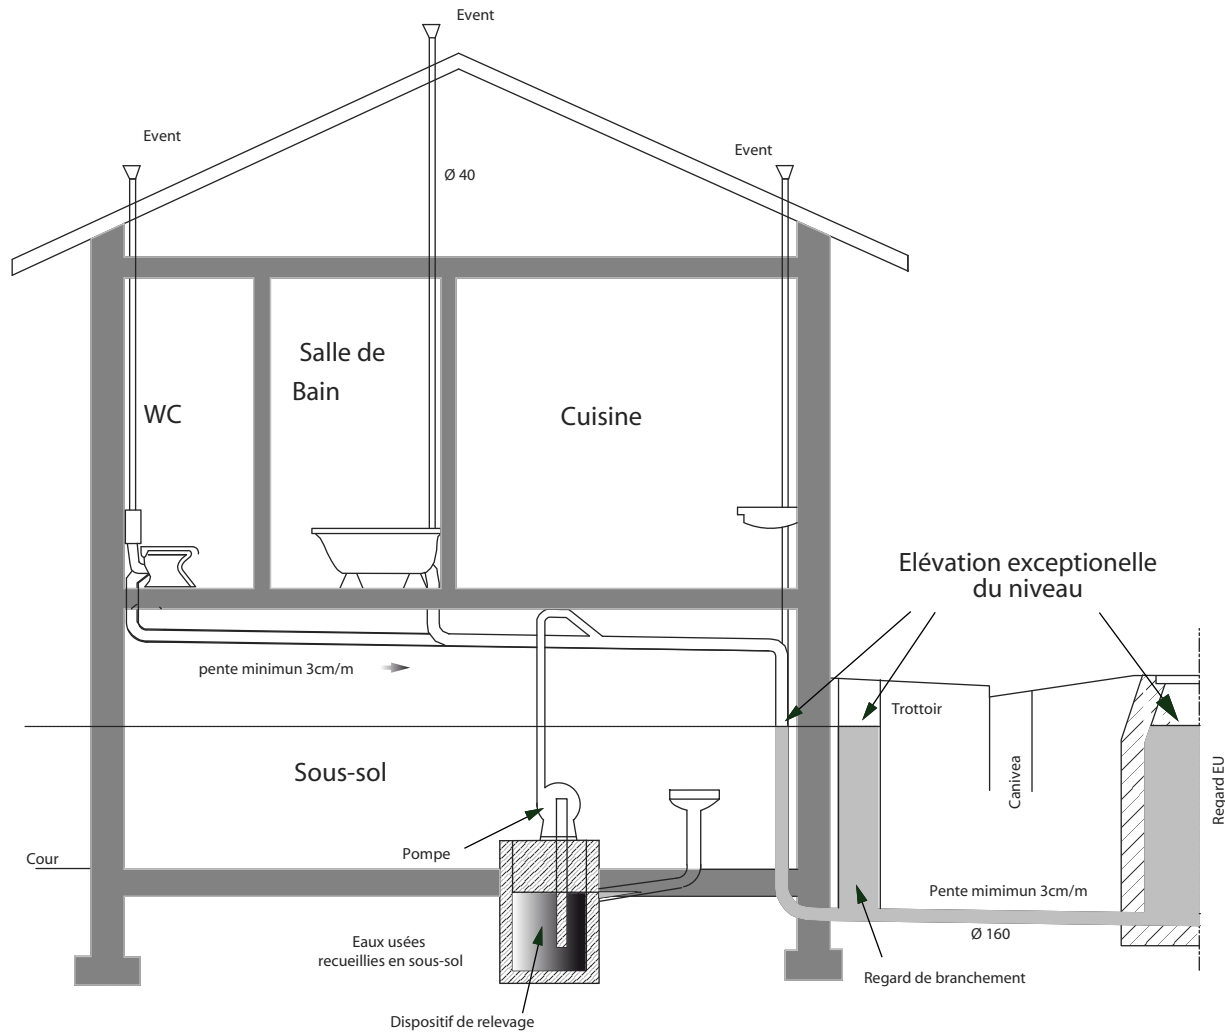 Event
Event
Event
Ø 40
Salle de
Bain
WC
Cuisine
Elévation exceptionelle
du niveau
pente minimun 3cm/m
Trottoir
Canivea
Regard EU
Sous-sol
Pompe
Cour
Pente mimimun 3cm/m
Ø 160
Eaux usées
recueillies en sous-sol
Regard de branchement
Dispositif de relevage